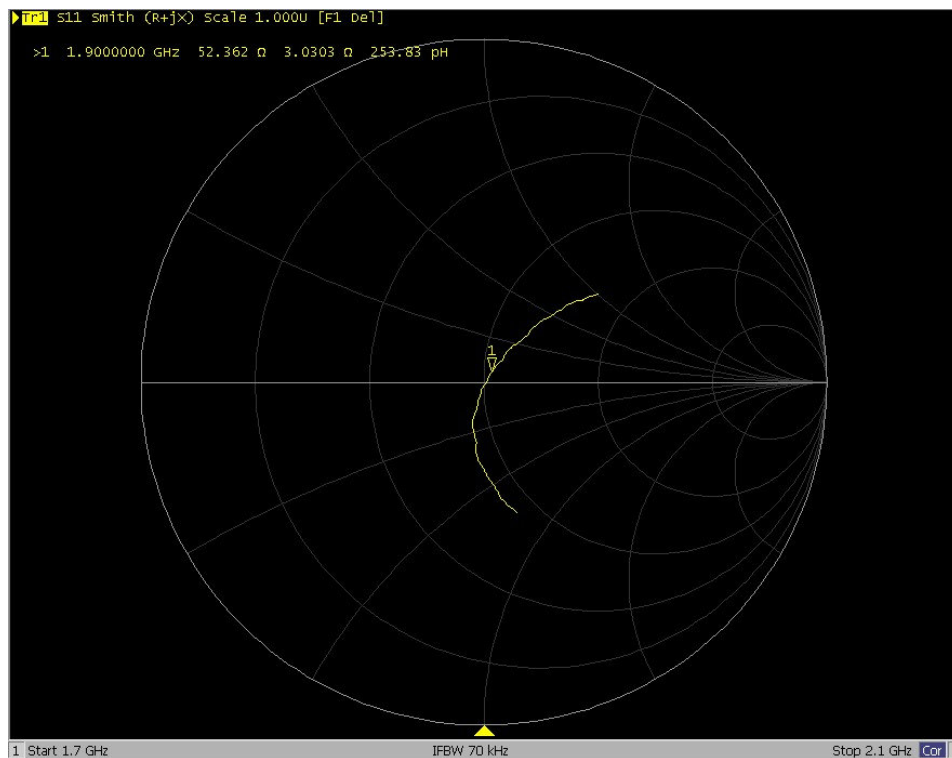 Tr1 S11 Smith (R+jX) Scale 1.000U [F1 Del]
>1 1.9000000 GHz 52.362 Ω 3.0303 Ω 253.83 pH
1
1 Start 1.7 GHz IFBW 70 kHz Stop 2.1 GHz Cor